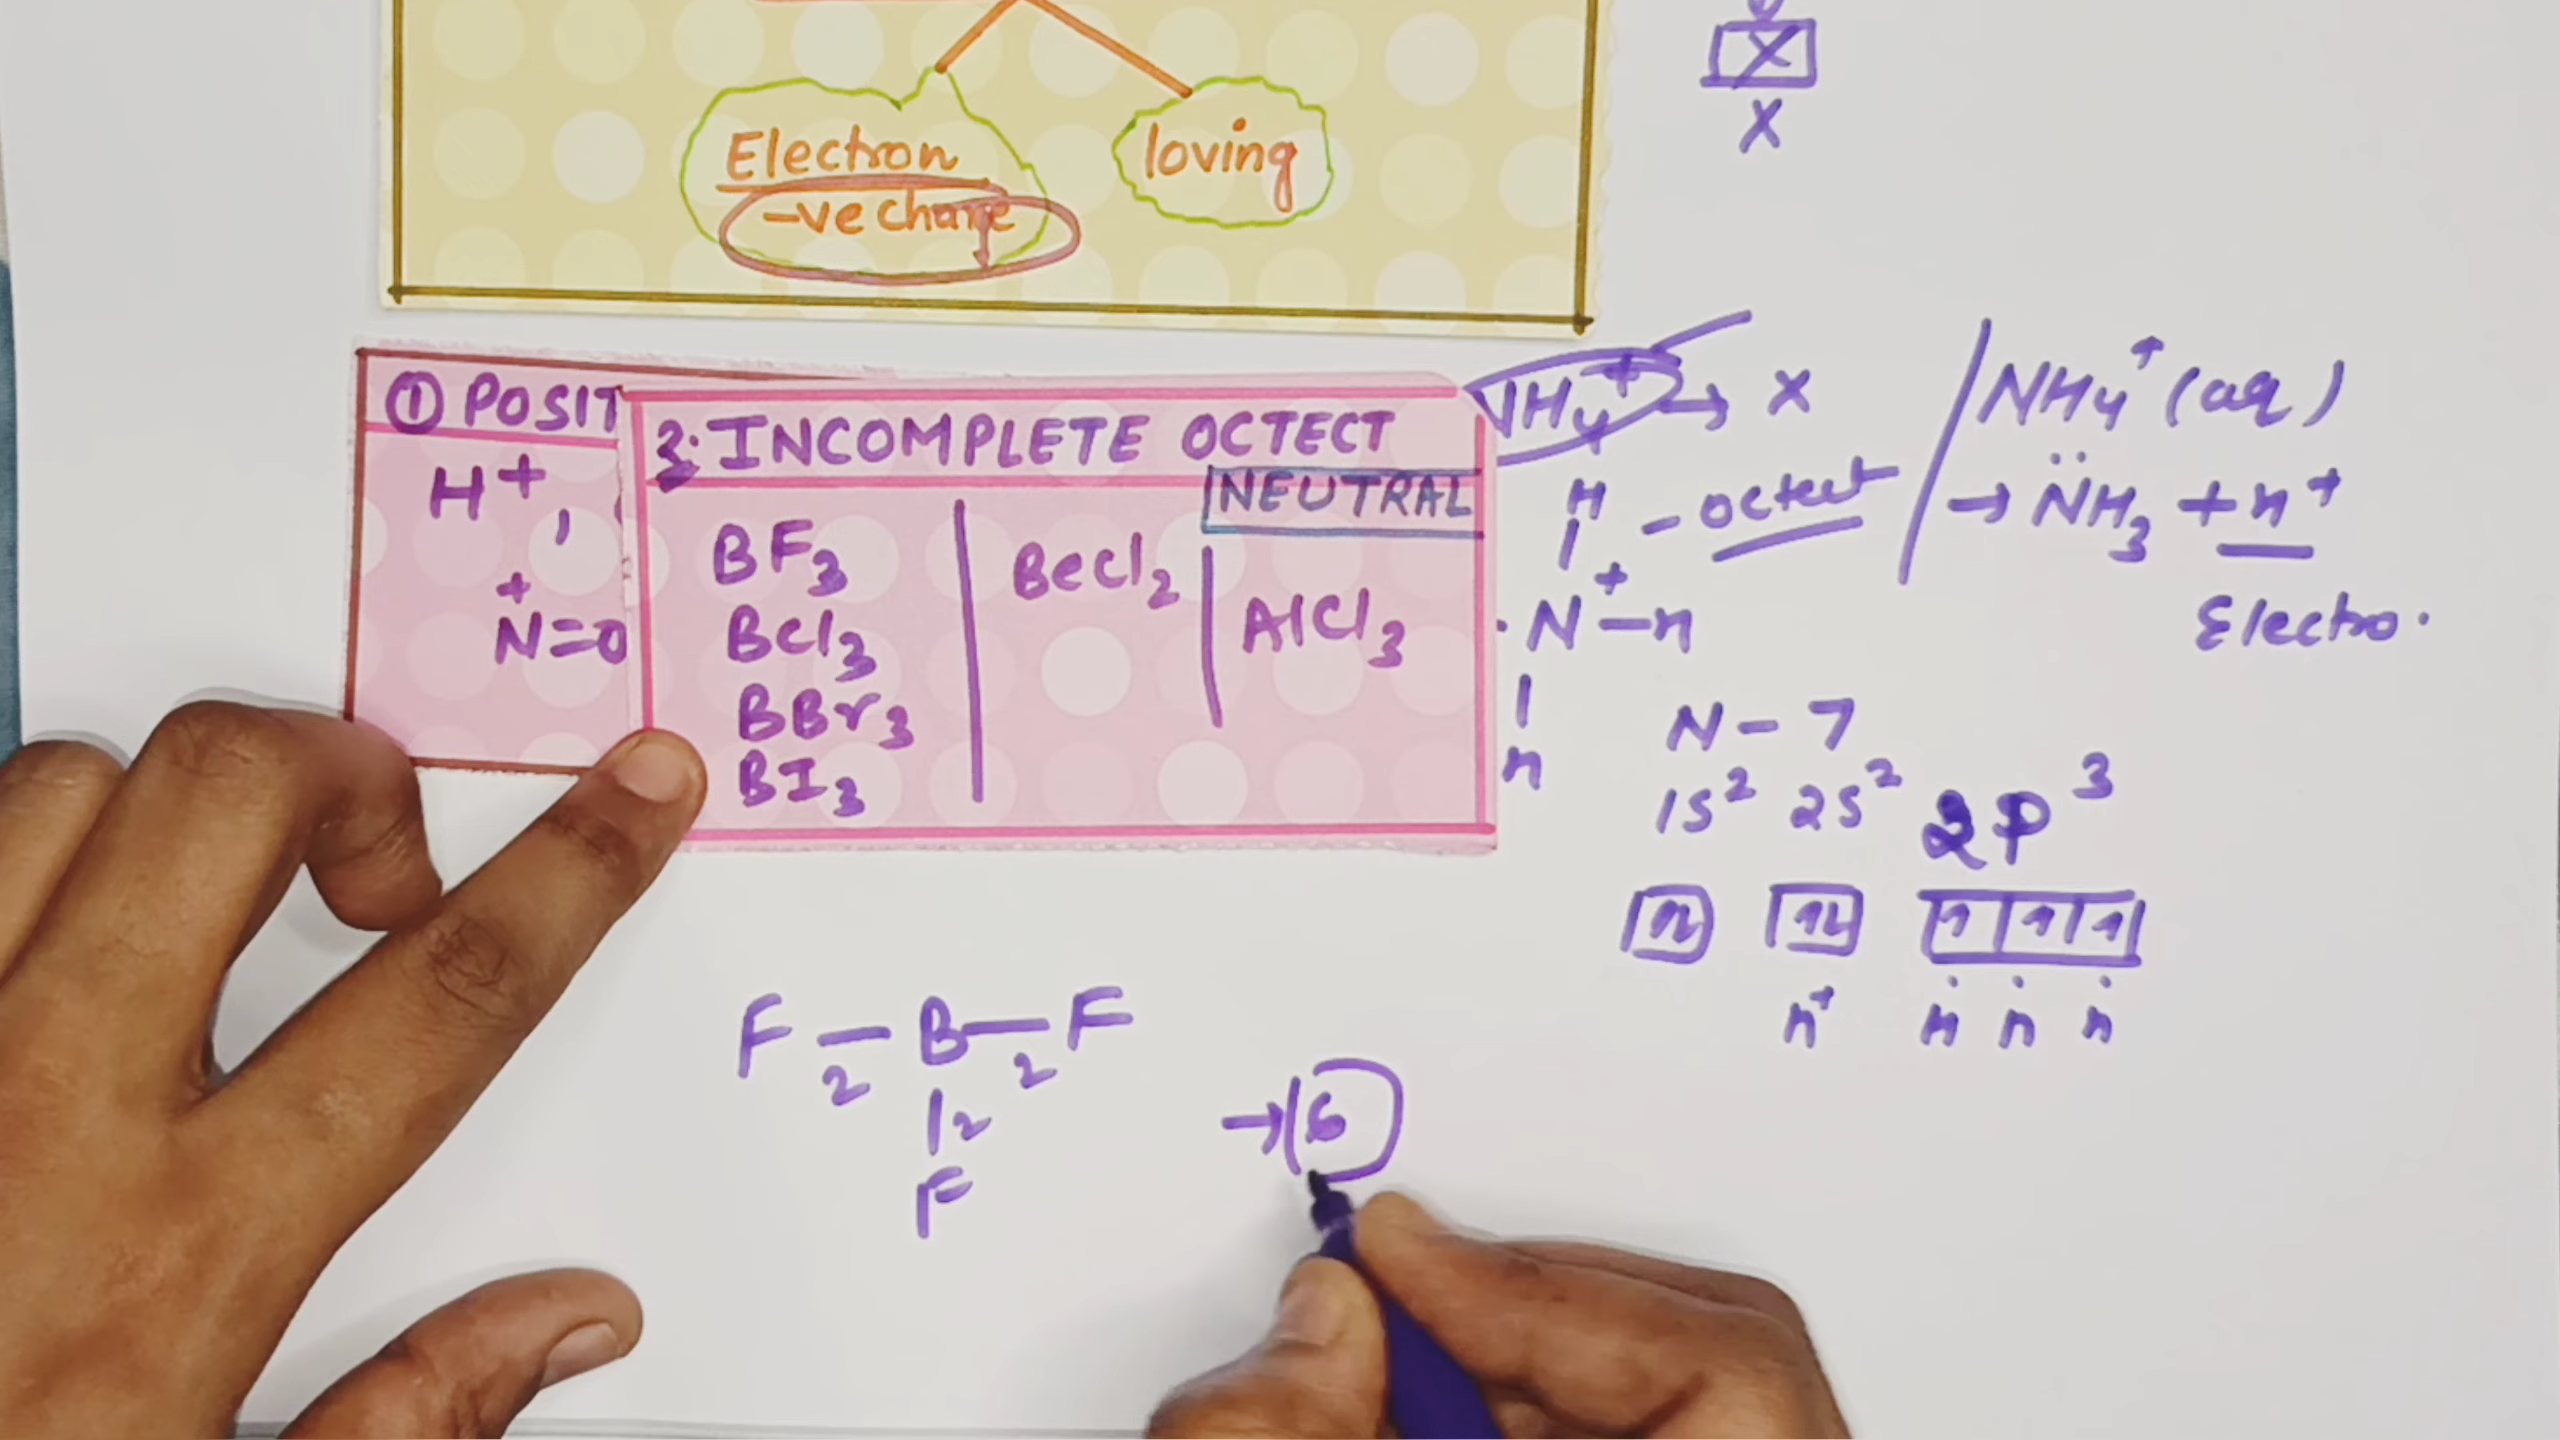 Electron
-ve charge
loving
X
X
① POSIT
H+,
+
N=O
3. INCOMPLETE OCTECT
NEUTRAL
BF3
BCl3
BBr3
BI3
BeCl2
AlCl3
NH4+ → X
H - octect
+
N - H
H
NH4+ (aq)
→ NH3 + H+
Electro.
N - 7
1s2 2s2 2p3
H+ H H H
F - B - F
2 2
2
F
→ 6